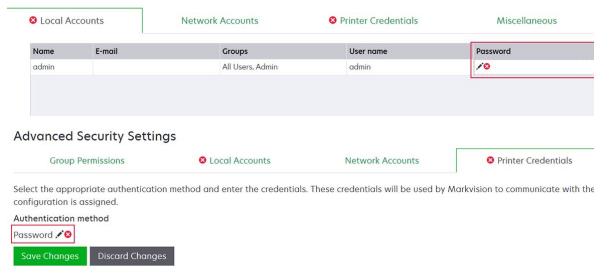 Local Accounts Network Accounts Printer Credentials Miscellaneous
Name E-mail Groups User name Password
admin All Users, Admin admin
Advanced Security Settings
Group Permissions Local Accounts Network Accounts Printer Credentials
Select the appropriate authentication method and enter the credentials. These credentials will be used by Markvision to communicate with the
configuration is assigned.
Authentication method
Password
Save Changes Discard Changes